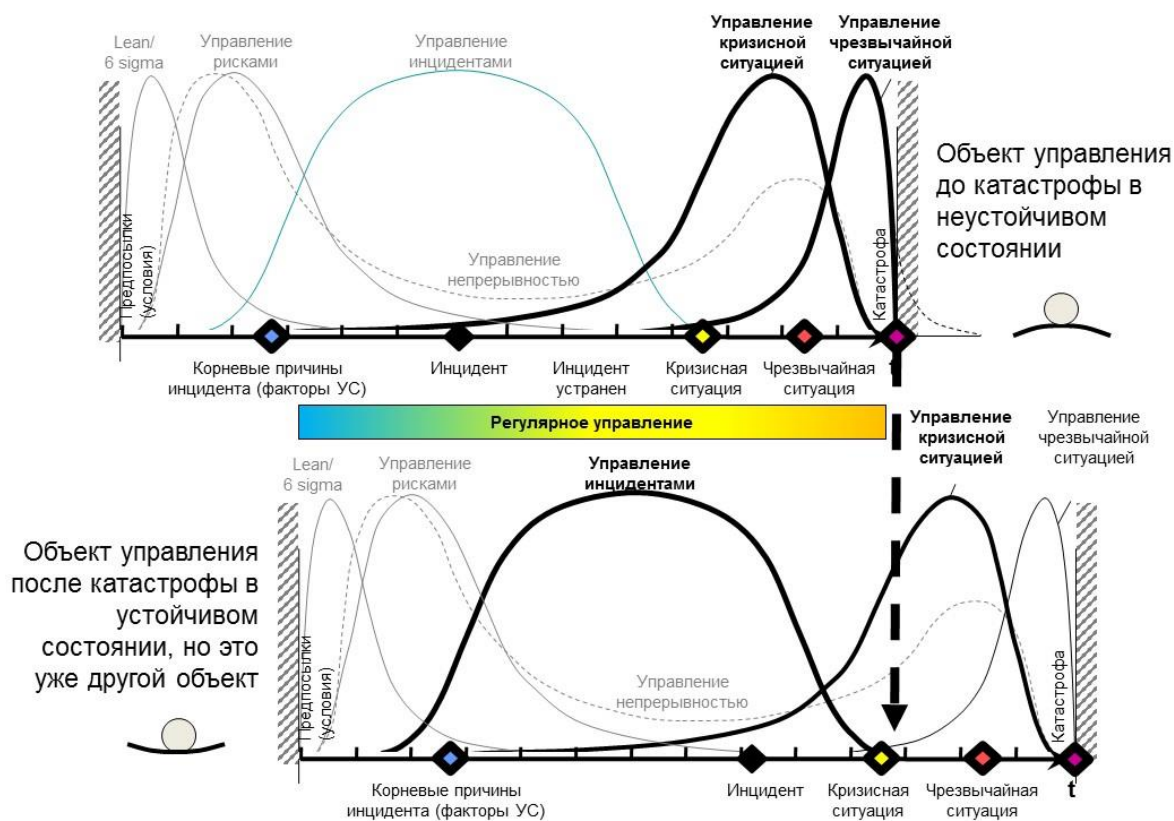 Lean/
6 sigma
Управление
рисками
Управление
инцидентами
Управление
кризисной
ситуацией
Управление
чрезвычайной
ситуацией
Объект управления
до катастрофы в
неустойчивом
состоянии
Предпосылки
(условия)
Управление
непрерывностью
Катастрофа
Корневые причины
инцидента (факторы УС)
Инцидент
Инцидент
устранен
Кризисная
ситуация
Чрезвычайная
ситуация
Регулярное управление
Lean/
6 sigma
Управление
рисками
Управление
инцидентами
Управление
кризисной
ситуацией
Управление
чрезвычайной
ситуацией
Объект управления
после катастрофы в
устойчивом
состоянии, но это
уже другой объект
Предпосылки
(условия)
Управление
непрерывностью
Катастрофа
Корневые причины
инцидента (факторы УС)
Инцидент
Кризисная
ситуация
Чрезвычайная
ситуация
t